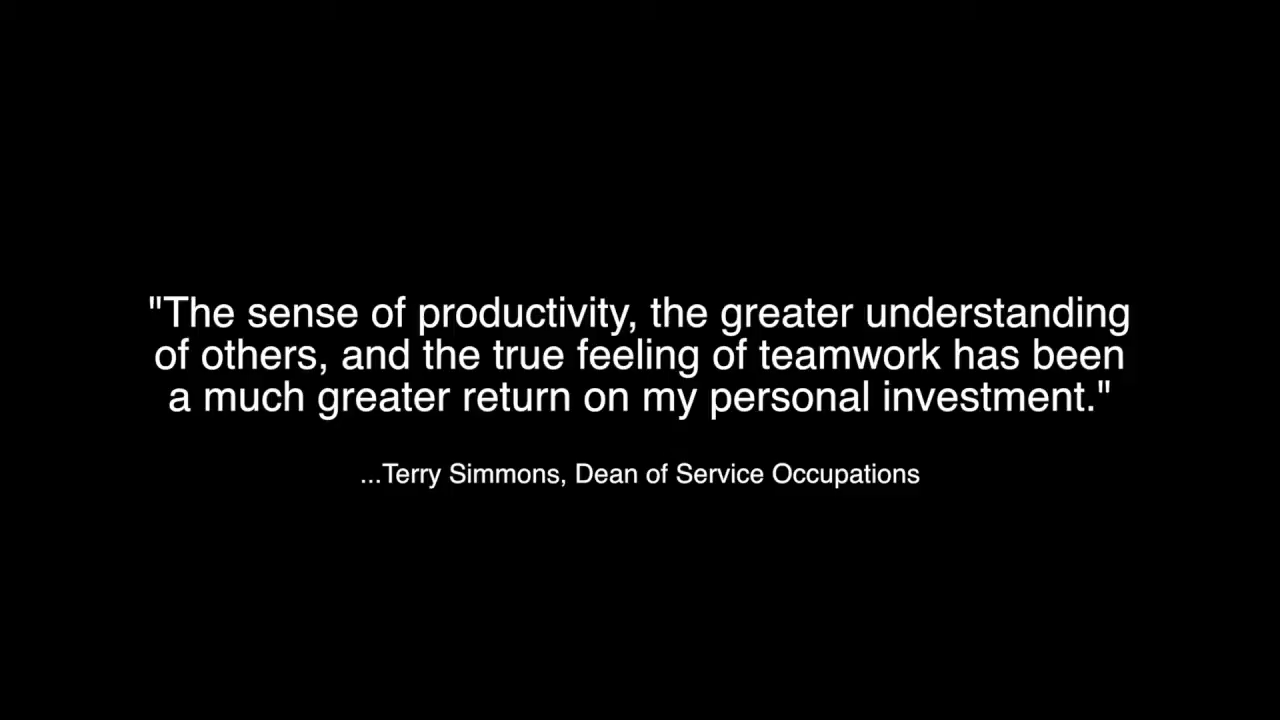 "The sense of productivity, the greater understanding
of others, and the true feeling of teamwork has been
a much greater return on my personal investment."
...Terry Simmons, Dean of Service Occupations